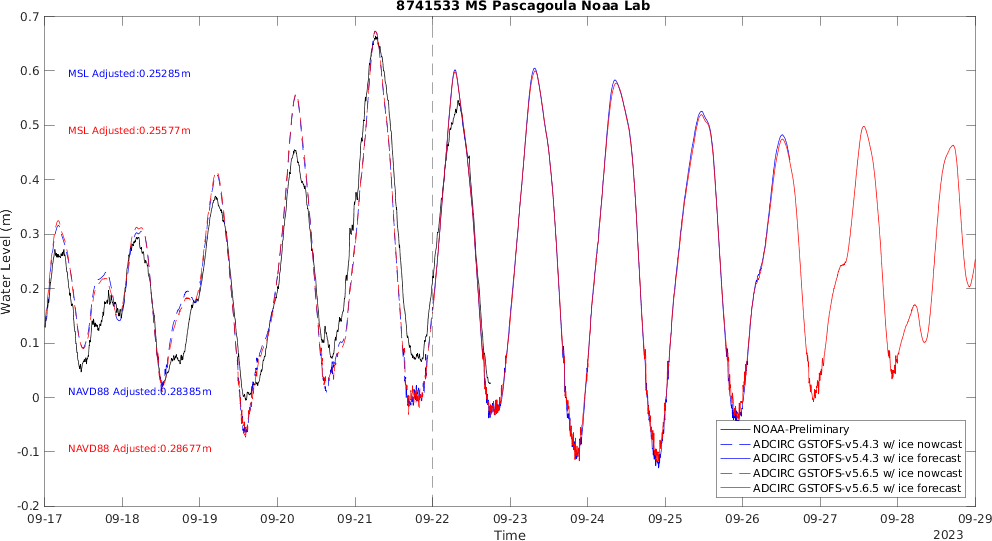 8741533 MS Pascagoula Noaa Lab
0.7
0.6
0.5
0.4
0.3
0.2
0.1
0
-0.1
-0.2
Water Level (m)
MSL Adjusted:0.25285m
MSL Adjusted:0.25577m
NAVD88 Adjusted:0.28385m
NAVD88 Adjusted:0.28677m
NOAA-Preliminary
ADCIRC GSTOFS-v5.4.3 w/ ice nowcast
ADCIRC GSTOFS-v5.4.3 w/ ice forecast
ADCIRC GSTOFS-v5.6.5 w/ ice nowcast
ADCIRC GSTOFS-v5.6.5 w/ ice forecast
09-17 09-18 09-19 09-20 09-21 09-22 09-23 09-24 09-25 09-26 09-27 09-28 09-29
Time
2023